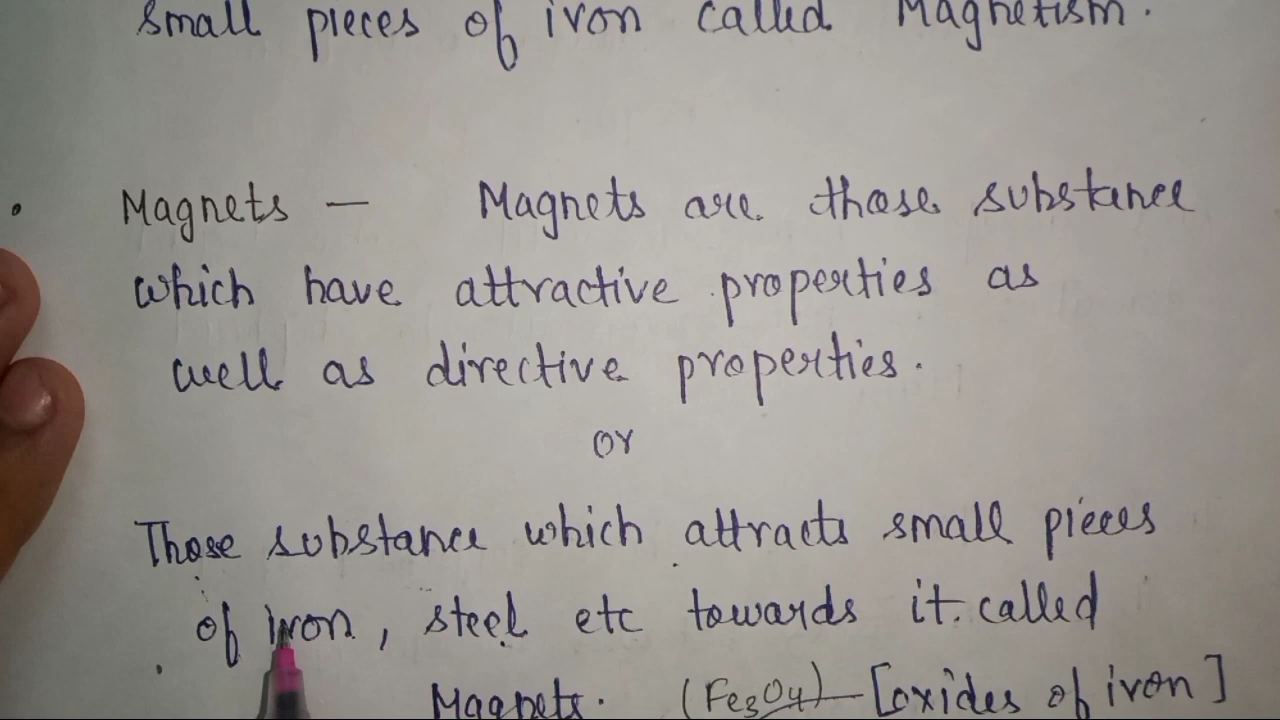 small pieces of iron called Magnetism.
Magnets — Magnets are those substance
which have attractive properties as
well as directive properties.
or
Those substance which attracts small pieces
of iron, steel etc towards it. called
Magnets. (Fe3O4) — [oxides of iron]